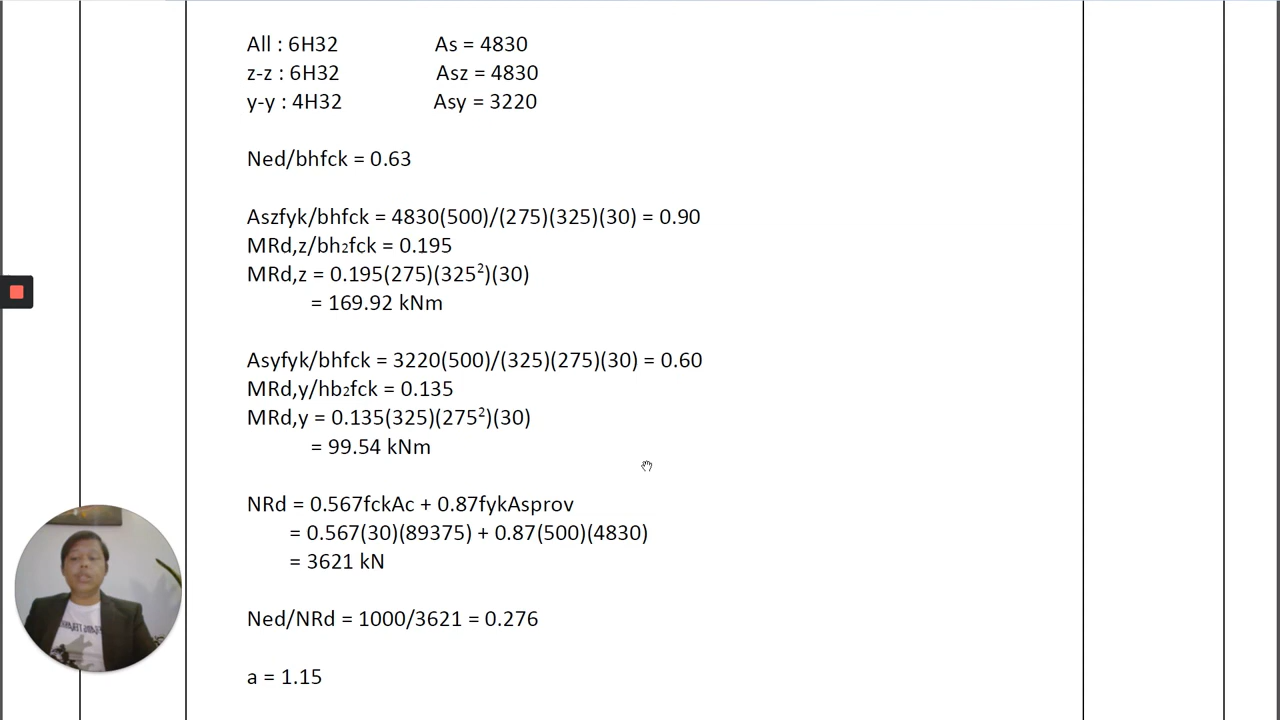 All : 6H32 As = 4830
z-z : 6H32 Asz = 4830
y-y : 4H32 Asy = 3220
Ned/bhfck = 0.63
Aszfyk/bhfck = 4830(500)/(275)(325)(30) = 0.90
MRd,z/bh₂fck = 0.195
MRd,z = 0.195(275)(325²)(30)
= 169.92 kNm
Asyfyk/bhfck = 3220(500)/(325)(275)(30) = 0.60
MRd,y/hb₂fck = 0.135
MRd,y = 0.135(325)(275²)(30)
= 99.54 kNm
NRd = 0.567fckAc + 0.87fykAsprov
= 0.567(30)(89375) + 0.87(500)(4830)
= 3621 kN
Ned/NRd = 1000/3621 = 0.276
a = 1.15